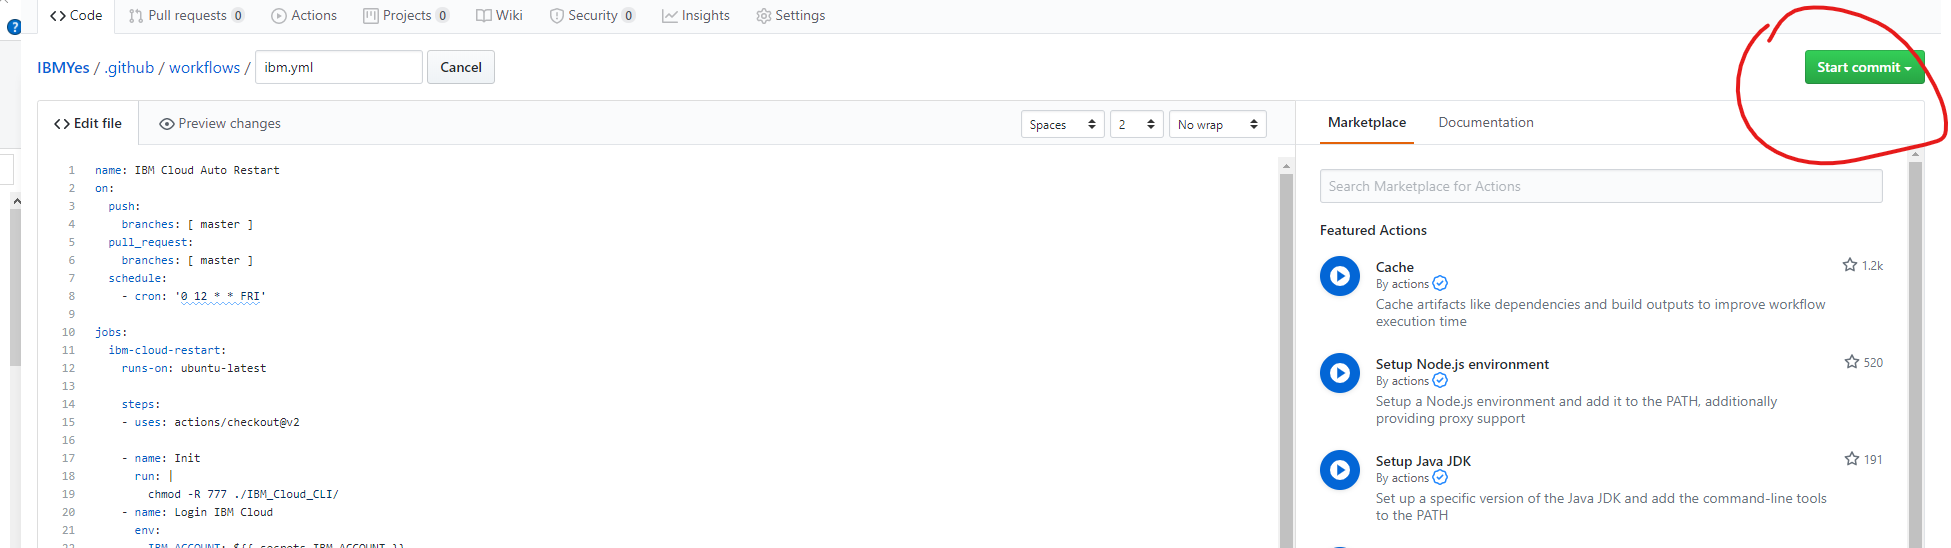 Code Pull requests 0 Actions Projects 0 Wiki Security 0 Insights Settings
?
IBMYes / .github / workflows / ibm.yml Cancel
Start commit
Edit file Preview changes
Spaces 2 No wrap
Marketplace Documentation
1 name: IBM Cloud Auto Restart
2 on:
3 push:
4 branches: [ master ]
5 pull_request:
6 branches: [ master ]
7 schedule:
8 - cron: '0 12 * * FRI'
9
10 jobs:
11 ibm-cloud-restart:
12 runs-on: ubuntu-latest
13
14 steps:
15 - uses: actions/checkout@v2
16
17 - name: Init
18 run: |
19 chmod -R 777 ./IBM_Cloud_CLI/
20 - name: Login IBM Cloud
21 env:
22 IBM_ACCOUNT: ${{ secrets.IBM_ACCOUNT }}
Search Marketplace for Actions
Featured Actions
Cache 1.2k
By actions
Cache artifacts like dependencies and build outputs to improve workflow
execution time
Setup Node.js environment 520
By actions
Setup a Node.js environment and add it to the PATH, additionally
providing proxy support
Setup Java JDK 191
By actions
Set up a specific version of the Java JDK and add the command-line tools
to the PATH